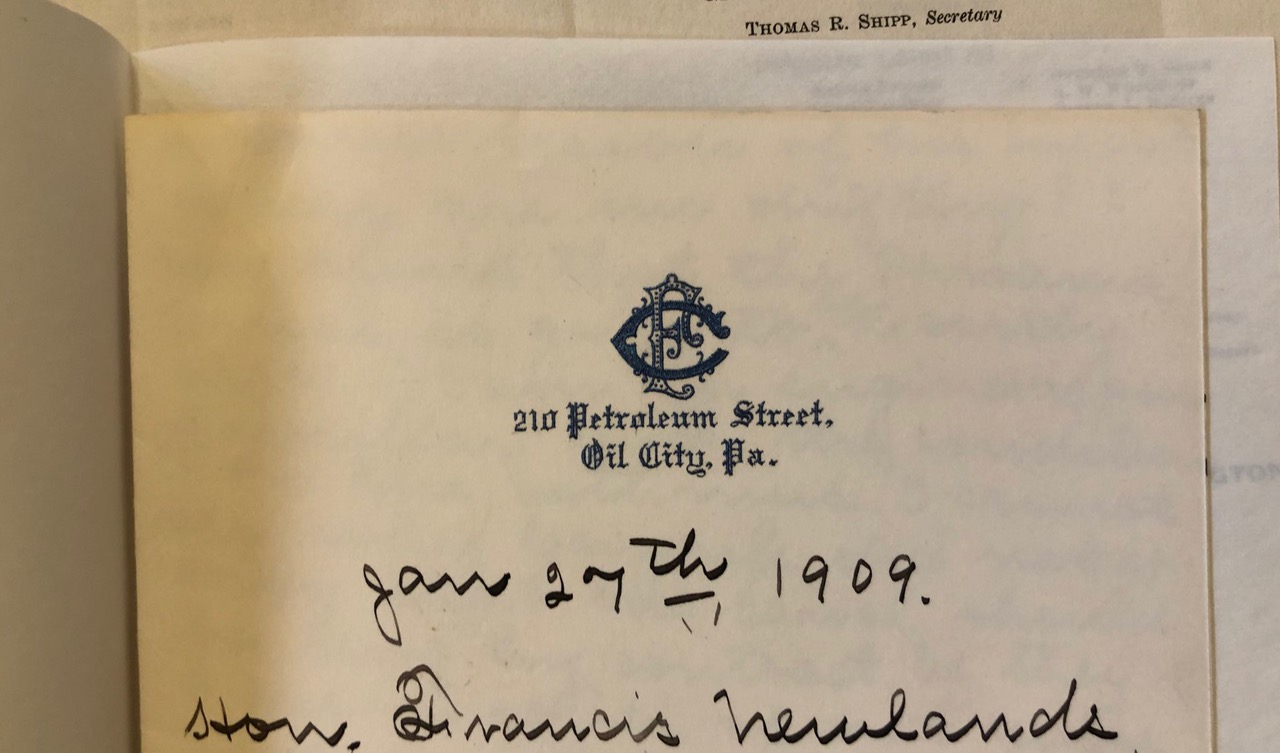 THOMAS R. SHIPP, Secretary
210 Petroleum Street,
Oil City, Pa.
Jan 27th 1909.
Hon. Francis Newlands